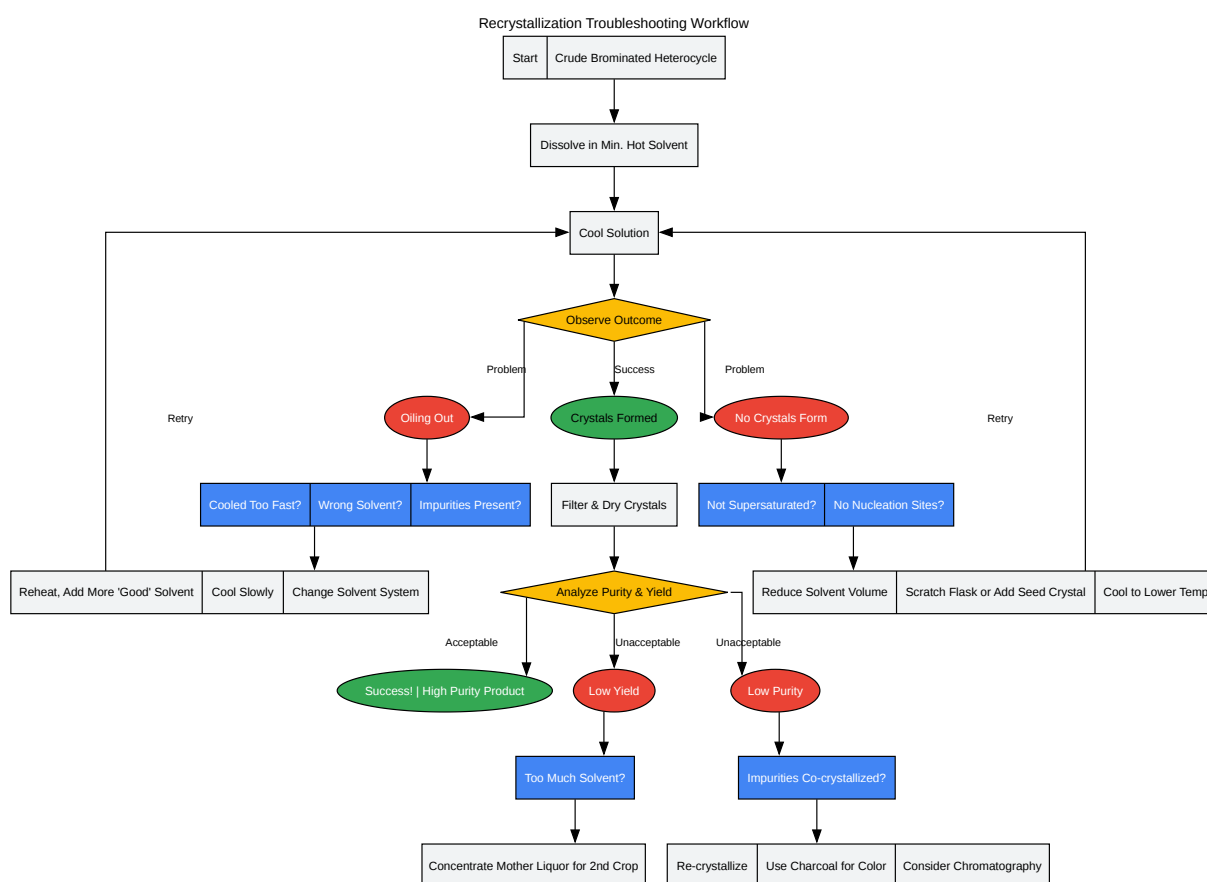 Recrystallization Troubleshooting Workflow
Start
Crude Brominated Heterocycle
Dissolve in Min. Hot Solvent
Cool Solution
Observe Outcome
Problem
Success
Problem
Oiling Out
Crystals Formed
No Crystals Form
Retry
Retry
Cooled Too Fast?
Wrong Solvent?
Impurities Present?
Filter & Dry Crystals
Not Supersaturated?
No Nucleation Sites?
Reheat, Add More 'Good' Solvent
Cool Slowly
Change Solvent System
Analyze Purity & Yield
Reduce Solvent Volume
Scratch Flask or Add Seed Crystal
Cool to Lower Temp
Acceptable
Unacceptable
Unacceptable
Success! | High Purity Product
Low Yield
Low Purity
Too Much Solvent?
Impurities Co-crystallized?
Concentrate Mother Liquor for 2nd Crop
Re-crystallize
Use Charcoal for Color
Consider Chromatography